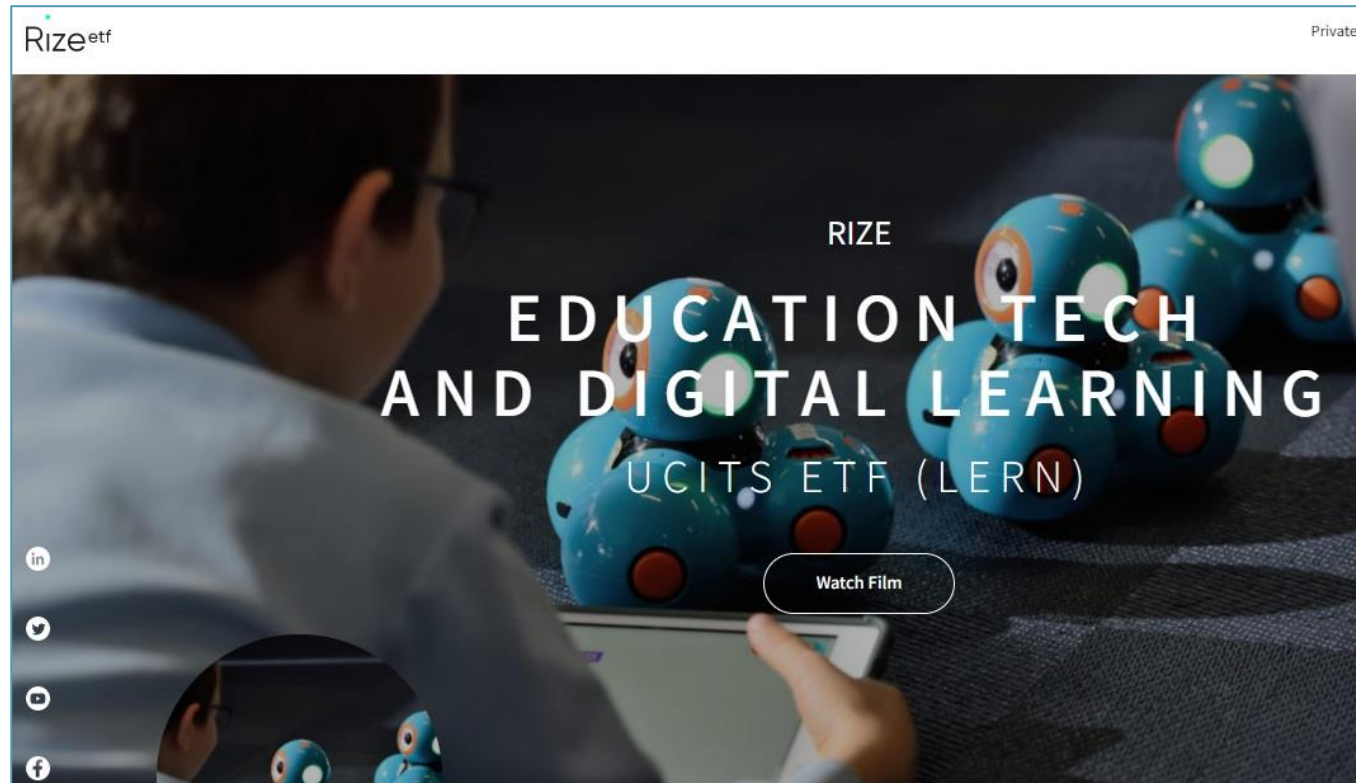 Rize etf
Private
RIZE
EDUCATION TECH
AND DIGITAL LEARNING
UCITS ETF (LERN)
Watch Film